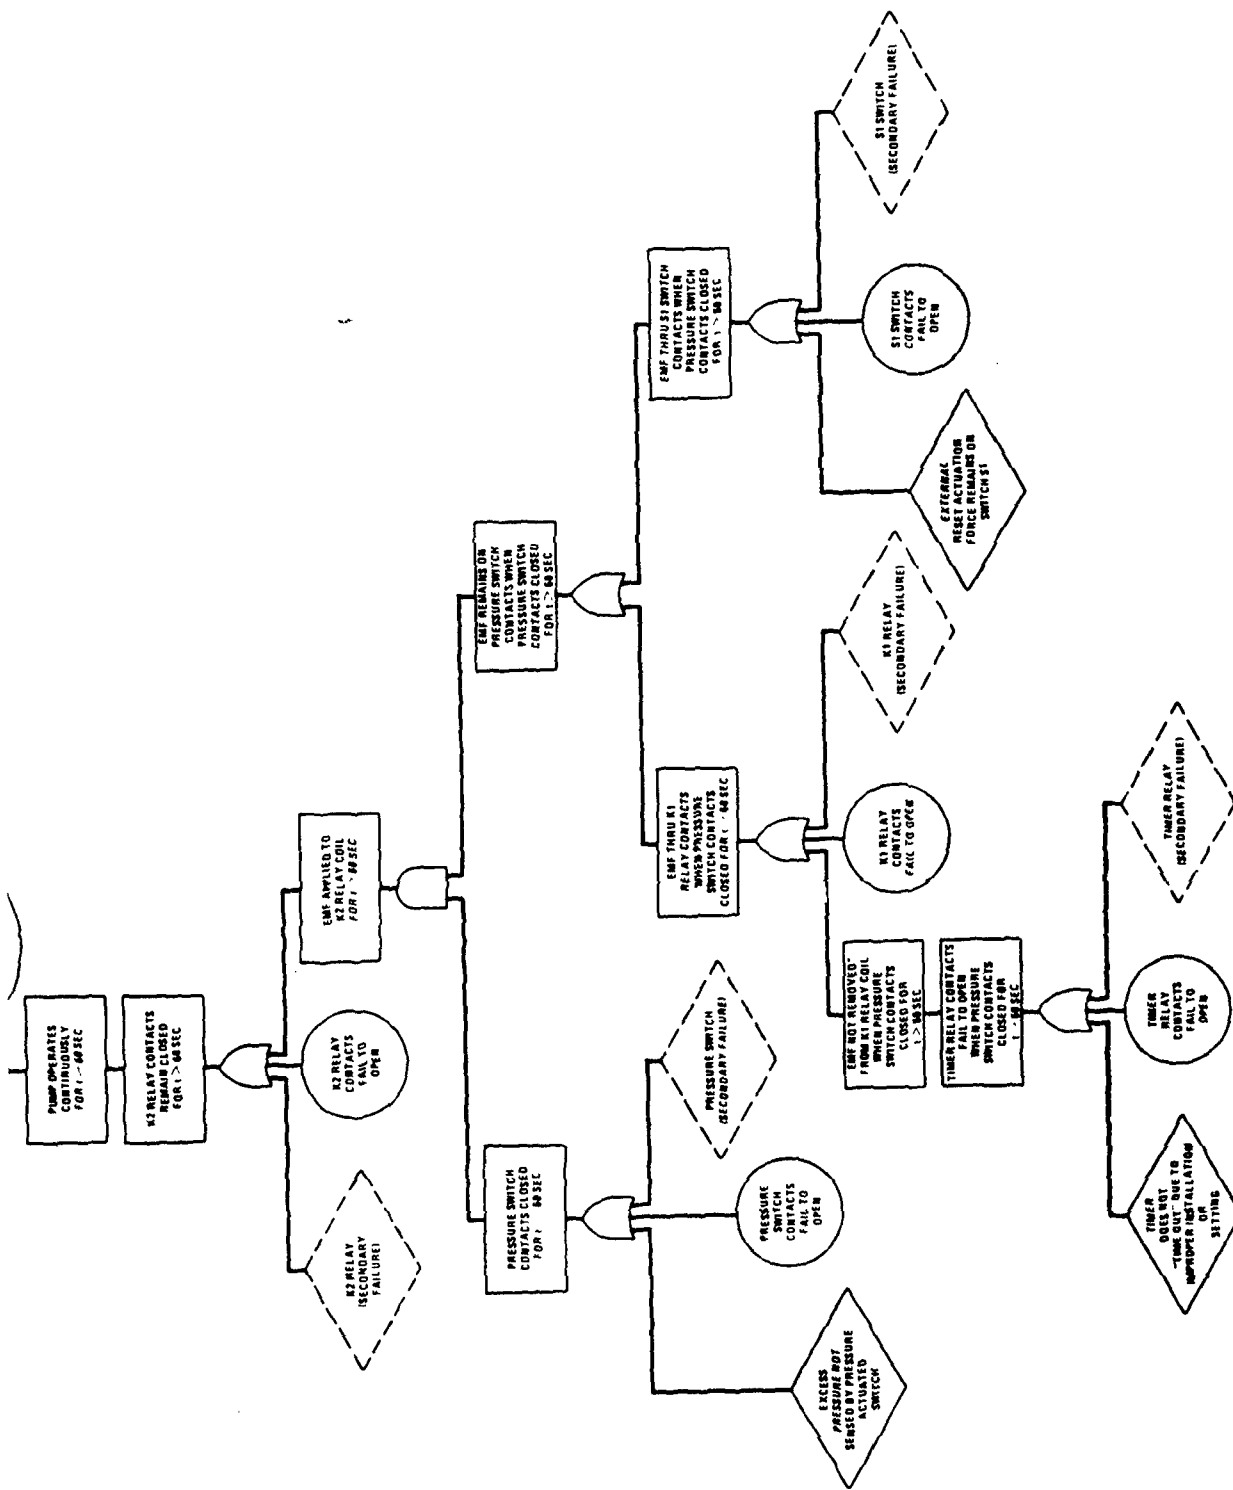 PUMP OPERATES
CONTINUOUSLY
FOR t > 60 SEC
K2 RELAY CONTACTS
REMAIN CLOSED
FOR t > 60 SEC
K2 RELAY
(SECONDARY
FAILURE)
K2 RELAY
CONTACTS
FAIL TO
OPEN
EMF APPLIED TO
K2 RELAY COIL
FOR t > 60 SEC
PRESSURE SWITCH
CONTACTS CLOSED
FOR t 60 SEC
EMF REMAINS ON
PRESSURE SWITCH
CONTACTS WHEN
PRESSURE SWITCH
CONTACTS CLOSED
FOR t > 60 SEC
EXCESS
PRESSURE NOT
SENSED BY PRESSURE
ACTUATED
SWITCH
PRESSURE
SWITCH
CONTACTS
FAIL TO
OPEN
PRESSURE SWITCH
(SECONDARY FAILURE)
EMF THRU K1
RELAY CONTACTS
WHEN PRESSURE
SWITCH CONTACTS
CLOSED FOR t > 60 SEC
EMF THRU S1 SWITCH
CONTACTS WHEN
PRESSURE SWITCH
CONTACTS CLOSED
FOR t > 60 SEC
EMF NOT REMOVED
FROM K1 RELAY COIL
WHEN PRESSURE
SWITCH CONTACTS
CLOSED FOR
t > 60 SEC
K1 RELAY
CONTACTS
FAIL TO OPEN
K1 RELAY
(SECONDARY FAILURE)
EXTERNAL
RESET ACTUATION
FORCE REMAINS ON
SWITCH S1
S1 SWITCH
CONTACTS
FAIL TO
OPEN
S1 SWITCH
(SECONDARY FAILURE)
TIMER RELAY CONTACTS
FAIL TO OPEN
WHEN PRESSURE
SWITCH CONTACTS
CLOSED FOR
t > 60 SEC
TIMER
DOES NOT
"TIME OUT" DUE TO
IMPROPER INSTALLATION
OR
SETTING
TIMER
RELAY
CONTACTS
FAIL TO
OPEN
TIMER RELAY
(SECONDARY FAILURE)